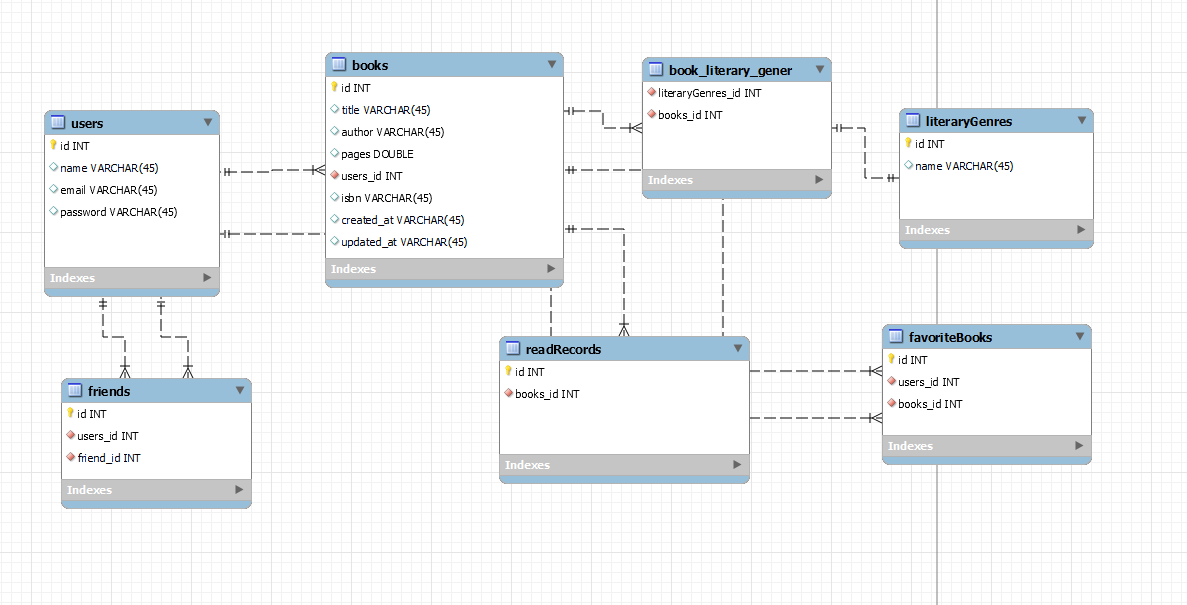 users
id INT
name VARCHAR(45)
email VARCHAR(45)
password VARCHAR(45)
Indexes
books
id INT
title VARCHAR(45)
author VARCHAR(45)
pages DOUBLE
users_id INT
isbn VARCHAR(45)
created_at VARCHAR(45)
updated_at VARCHAR(45)
Indexes
book_literary_gener
literaryGenres_id INT
books_id INT
Indexes
literaryGenres
id INT
name VARCHAR(45)
Indexes
friends
id INT
users_id INT
friend_id INT
Indexes
readRecords
id INT
books_id INT
Indexes
favoriteBooks
id INT
users_id INT
books_id INT
Indexes